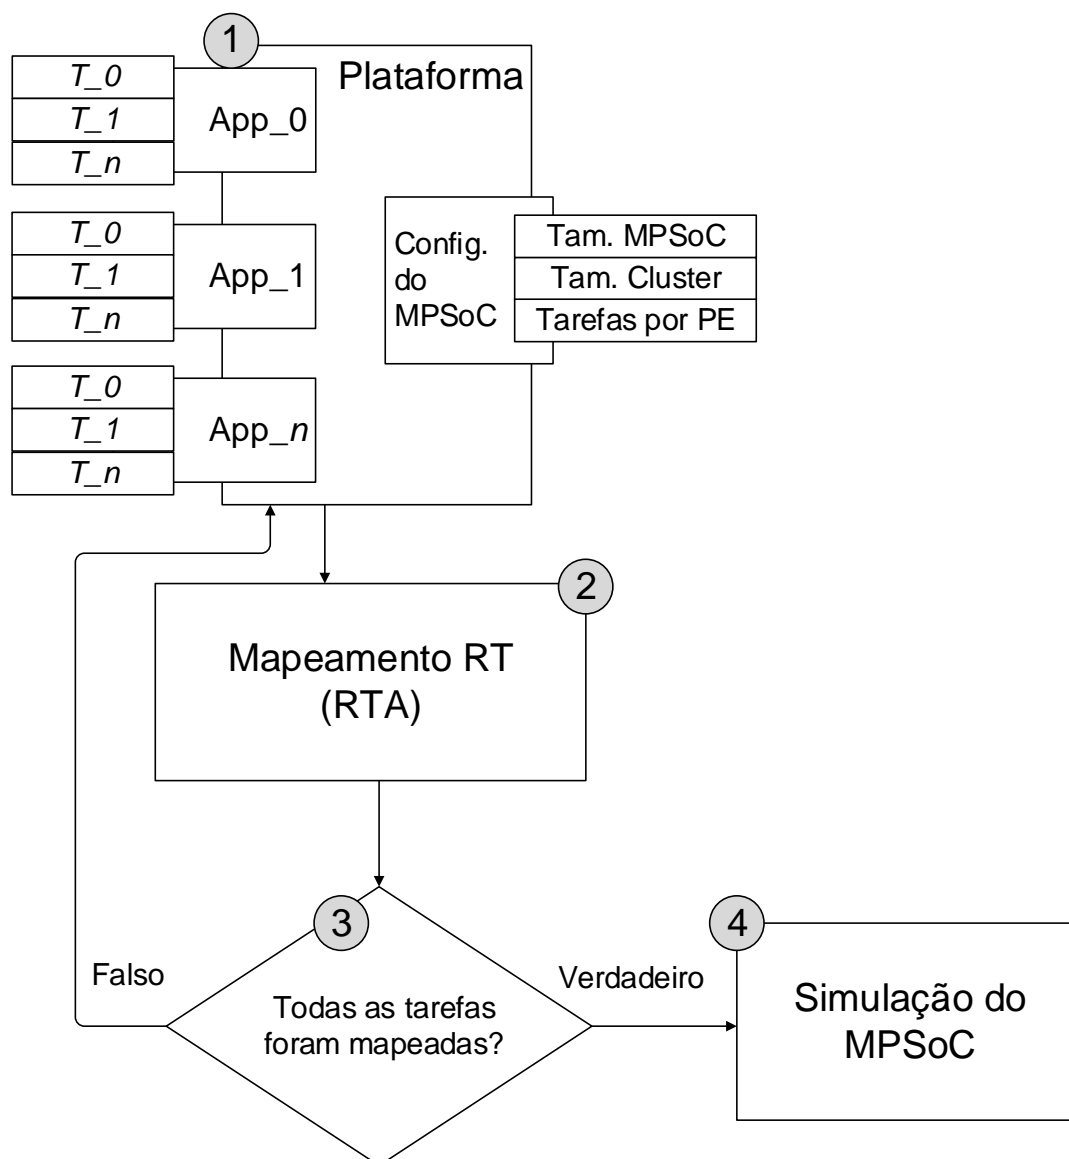 1
Plataforma
T_0
T_1
T_n
App_0
T_0
T_1
T_n
App_1
T_0
T_1
T_n
App_n
Config.
do
MPSoC
Tam. MPSoC
Tam. Cluster
Tarefas por PE
2
Mapeamento RT
(RTA)
3
Todas as tarefas
foram mapeadas?
Falso
Verdadeiro
4
Simulação do
MPSoC